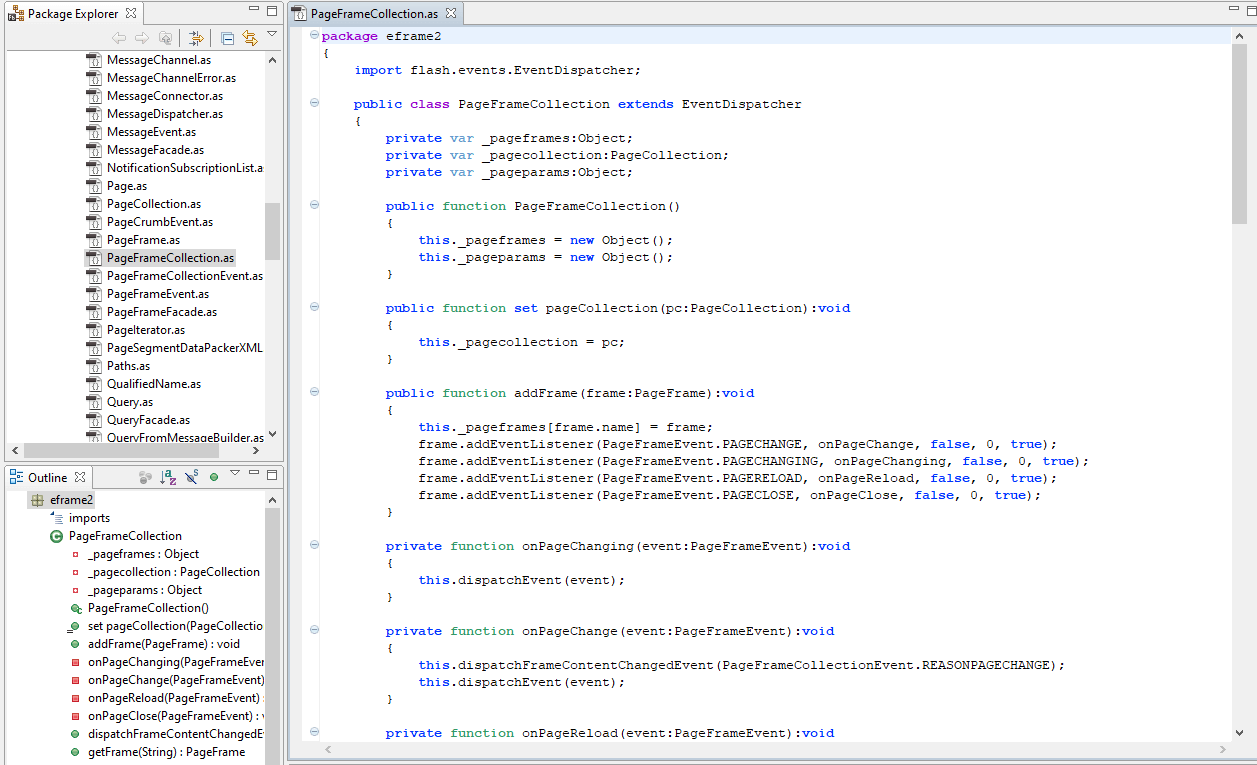 Package Explorer
MessageChannel.as
MessageChannelError.as
MessageConnector.as
MessageDispatcher.as
MessageEvent.as
MessageFacade.as
NotificationSubscriptionList.as
Page.as
PageCollection.as
PageCrumbEvent.as
PageFrame.as
PageFrameCollection.as
PageFrameCollectionEvent.as
PageFrameEvent.as
PageFrameFacade.as
PageIterator.as
PageSegmentDataPackerXML
Paths.as
QualifiedName.as
Query.as
QueryFacade.as
QueryFromMessageBuilder.as
Outline
eframe2
imports
PageFrameCollection
_pageframes : Object
_pagecollection : PageCollection
_pageparams : Object
PageFrameCollection()
set pageCollection(PageCollectio
addFrame(PageFrame) : void
onPageChanging(PageFrameEver
onPageChange(PageFrameEvent)
onPageReload(PageFrameEvent) :
onPageClose(PageFrameEvent) : v
dispatchFrameContentChangedE
getFrame(String) : PageFrame
PageFrameCollection.as
package eframe2
{
import flash.events.EventDispatcher;
public class PageFrameCollection extends EventDispatcher
{
private var _pageframes:Object;
private var _pagecollection:PageCollection;
private var _pageparams:Object;
public function PageFrameCollection()
{
this._pageframes = new Object();
this._pageparams = new Object();
}
public function set pageCollection(pc:PageCollection):void
{
this._pagecollection = pc;
}
public function addFrame(frame:PageFrame):void
{
this._pageframes[frame.name] = frame;
frame.addEventListener(PageFrameEvent.PAGECHANGE, onPageChange, false, 0, true);
frame.addEventListener(PageFrameEvent.PAGECHANGING, onPageChanging, false, 0, true);
frame.addEventListener(PageFrameEvent.PAGERELOAD, onPageReload, false, 0, true);
frame.addEventListener(PageFrameEvent.PAGECLOSE, onPageClose, false, 0, true);
}
private function onPageChanging(event:PageFrameEvent):void
{
this.dispatchEvent(event);
}
private function onPageChange(event:PageFrameEvent):void
{
this.dispatchFrameContentChangedEvent(PageFrameCollectionEvent.REASONPAGECHANGE);
this.dispatchEvent(event);
}
private function onPageReload(event:PageFrameEvent):void